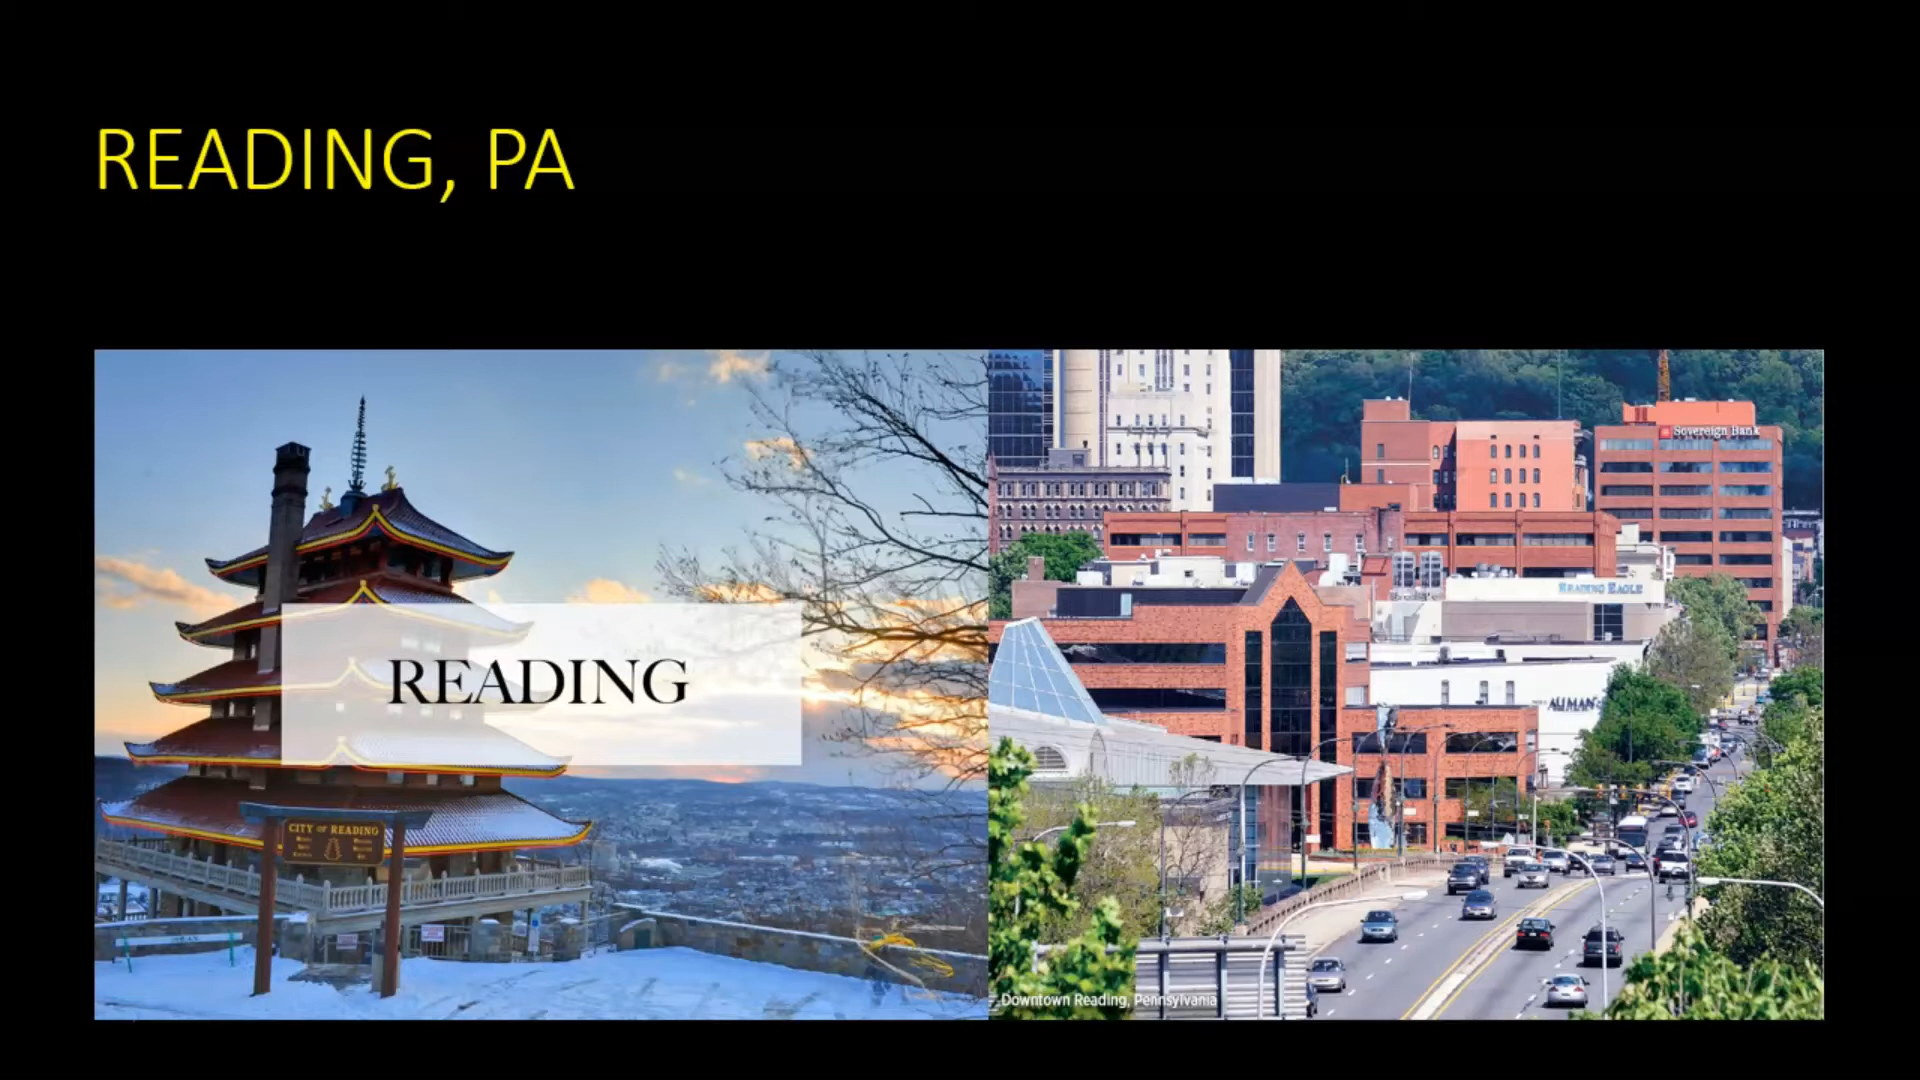 READING, PA
READING
CITY OF READING
Sovereign Bank
READING EAGLE
Downtown Reading, Pennsylvania